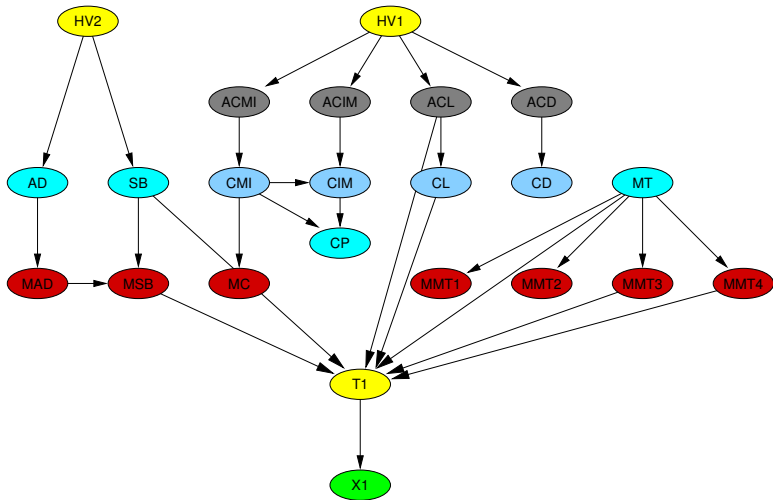 HV2 HV1
ACMI ACIM ACL ACD
AD SB CMI CIM CL CD MT
CP
MAD MSB MC MMT1 MMT2 MMT3 MMT4
T1
X1